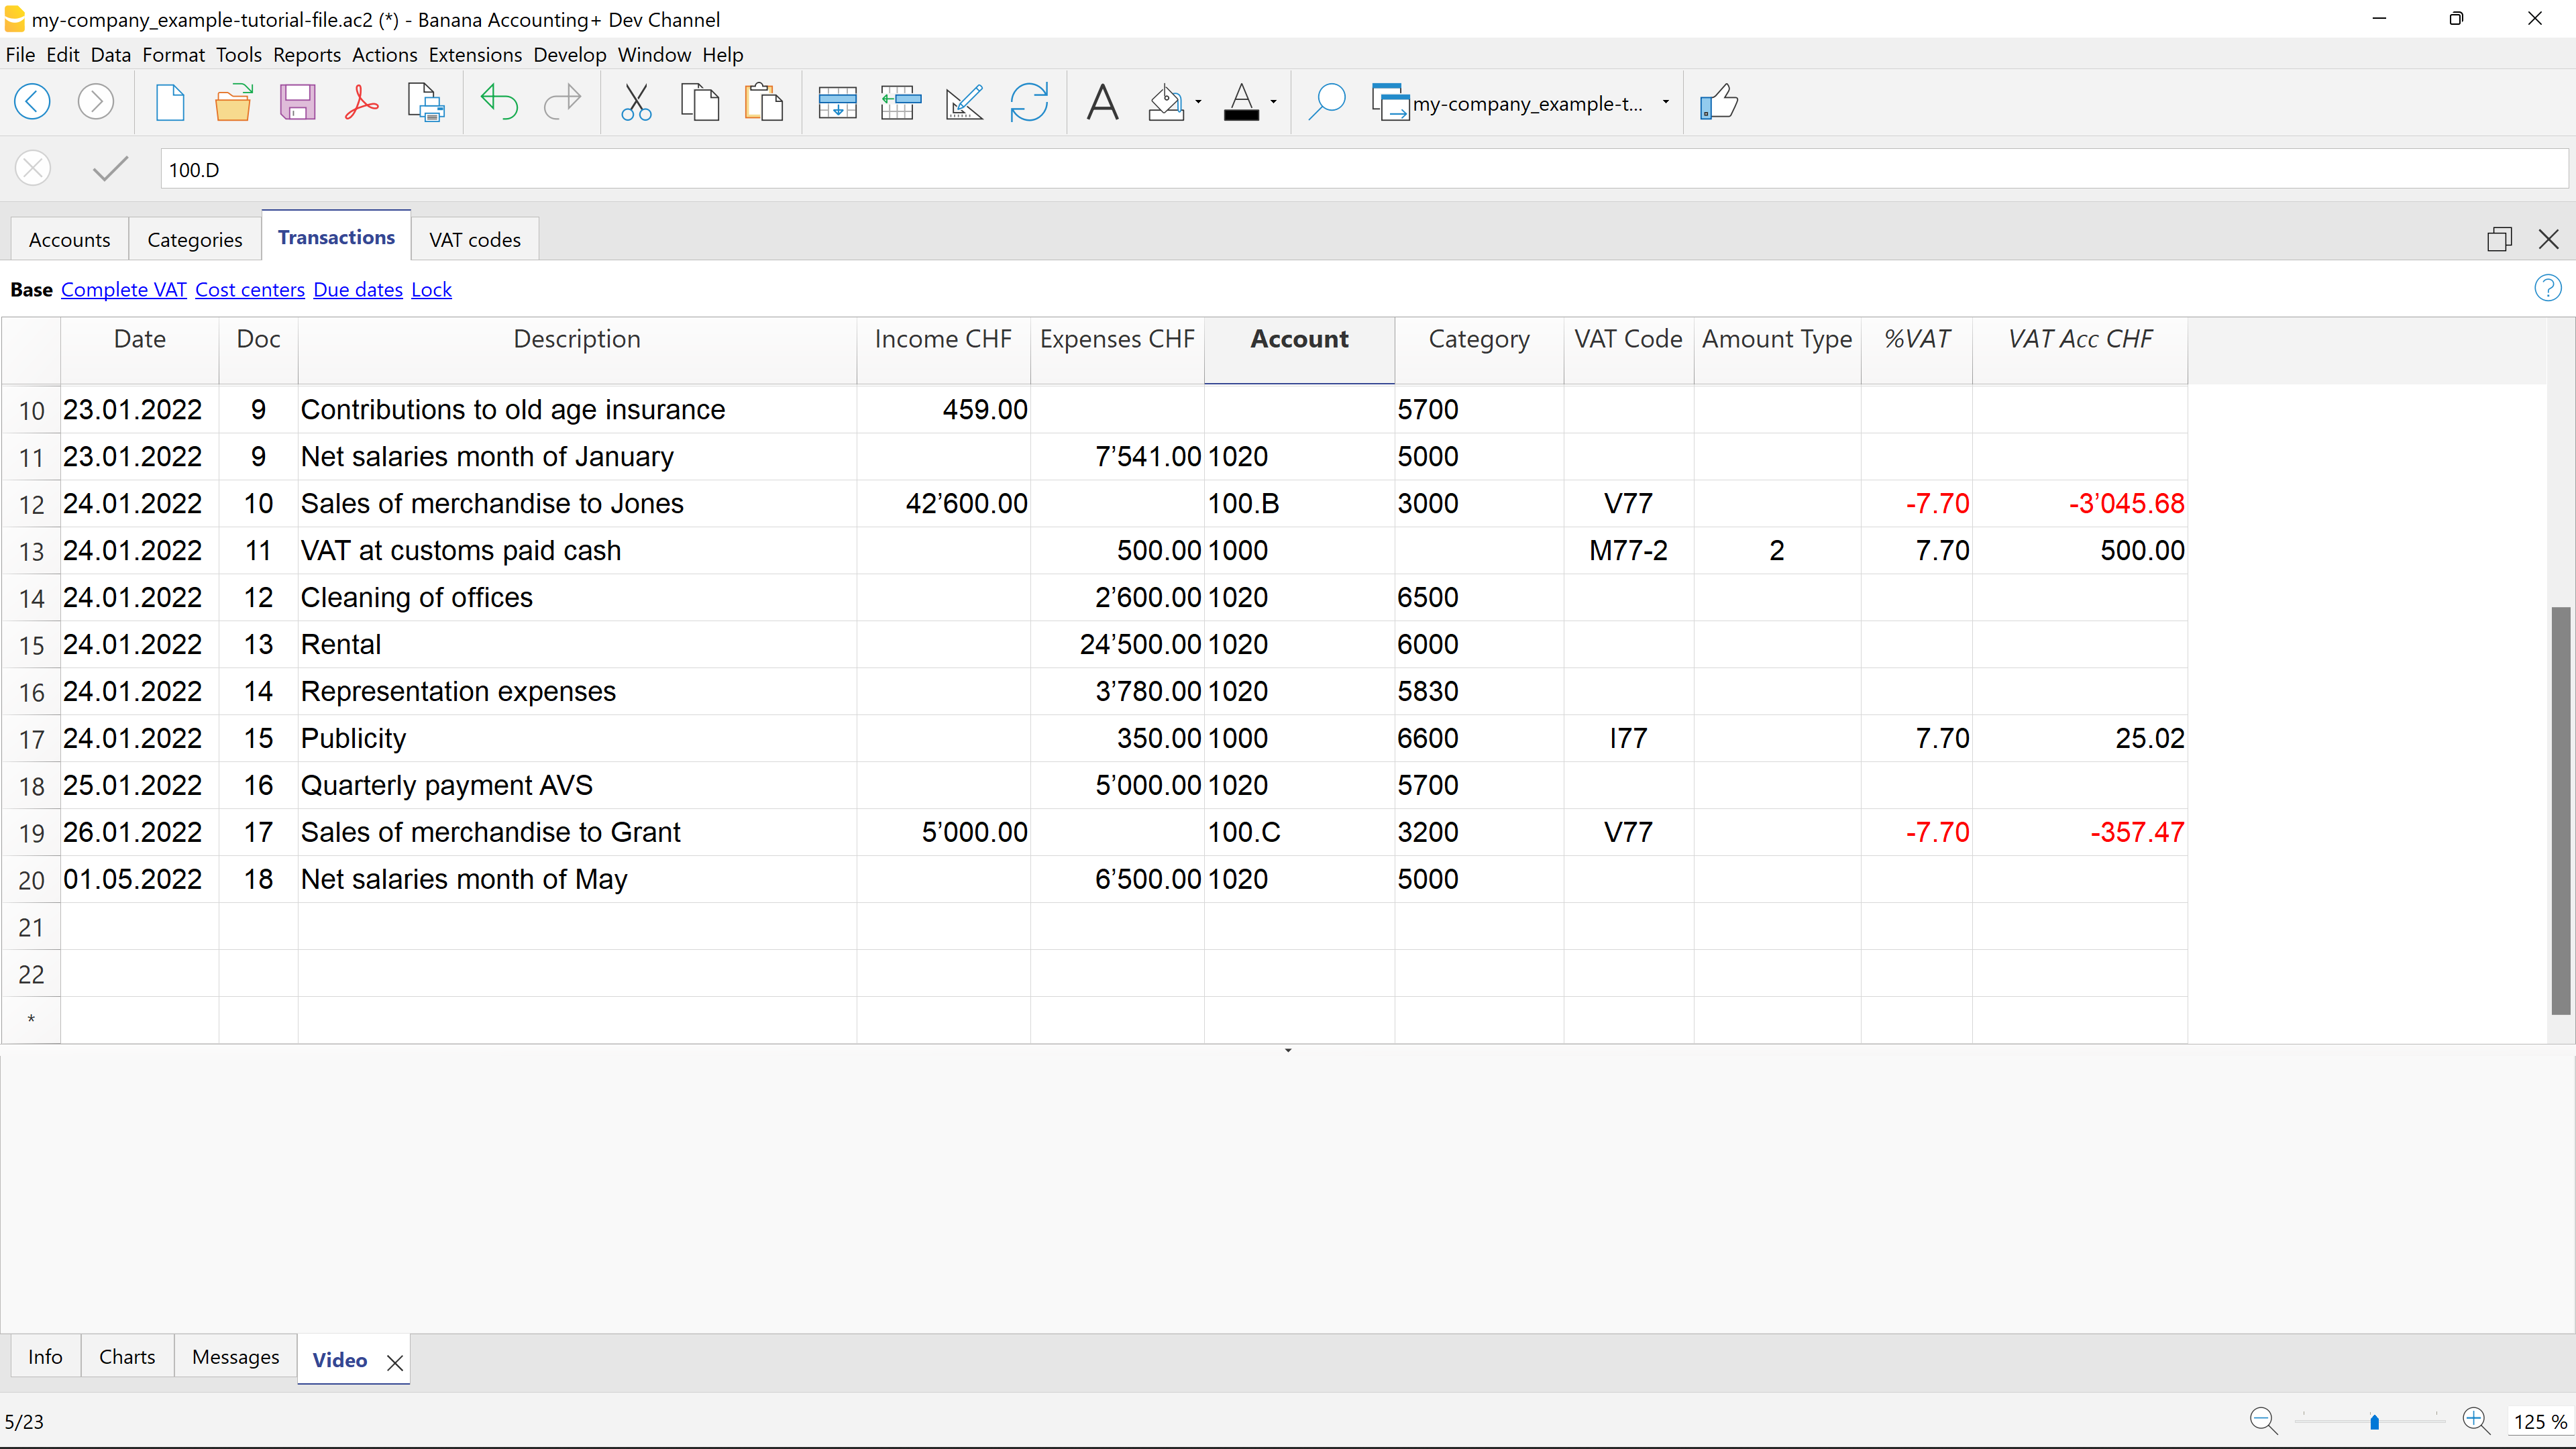 my-company_example-tutorial-file.ac2 (*) - Banana Accounting+ Dev Channel
File Edit Data Format Tools Reports Actions Extensions Develop Window Help
my-company_example-t...
100.D
Accounts Categories Transactions VAT codes
Base Complete VAT Cost centers Due dates Lock ?
Date Doc Description Income CHF Expenses CHF Account Category VAT Code Amount Type %VAT VAT Acc CHF
10 23.01.2022 9 Contributions to old age insurance 459.00 5700
11 23.01.2022 9 Net salaries month of January 7’541.00 1020 5000
12 24.01.2022 10 Sales of merchandise to Jones 42’600.00 100.B 3000 V77 -7.70 -3’045.68
13 24.01.2022 11 VAT at customs paid cash 500.00 1000 M77-2 2 7.70 500.00
14 24.01.2022 12 Cleaning of offices 2’600.00 1020 6500
15 24.01.2022 13 Rental 24’500.00 1020 6000
16 24.01.2022 14 Representation expenses 3’780.00 1020 5830
17 24.01.2022 15 Publicity 350.00 1000 6600 I77 7.70 25.02
18 25.01.2022 16 Quarterly payment AVS 5’000.00 1020 5700
19 26.01.2022 17 Sales of merchandise to Grant 5’000.00 100.C 3200 V77 -7.70 -357.47
20 01.05.2022 18 Net salaries month of May 6’500.00 1020 5000
21
22
*
Info Charts Messages Video
5/23 125 %